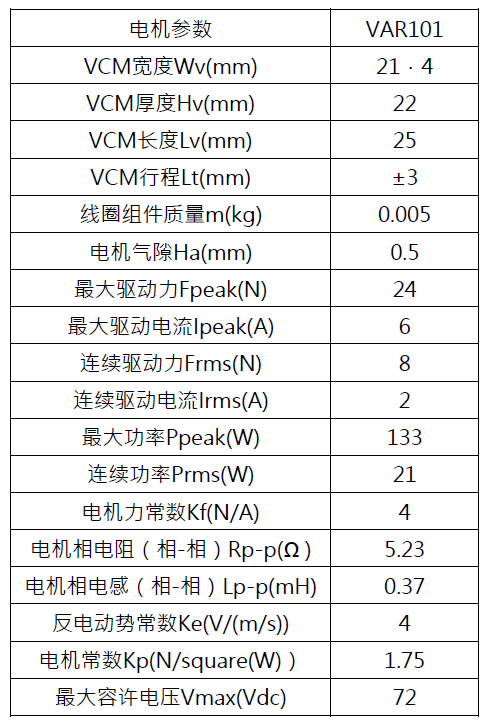 电机参数 VAR101
VCM宽度Wv(mm) 21·4
VCM厚度Hv(mm) 22
VCM长度Lv(mm) 25
VCM行程Lt(mm) ±3
线圈组件质量m(kg) 0.005
电机气隙Ha(mm) 0.5
最大驱动力Fpeak(N) 24
最大驱动电流Ipeak(A) 6
连续驱动力Frms(N) 8
连续驱动电流Irms(A) 2
最大功率Ppeak(W) 133
连续功率Prms(W) 21
电机力常数Kf(N/A) 4
电机相电阻（相-相）Rp-p(Ω） 5.23
电机相电感（相-相）Lp-p(mH) 0.37
反电动势常数Ke(V/(m/s)) 4
电机常数Kp(N/square(W)） 1.75
最大容许电压Vmax(Vdc) 72